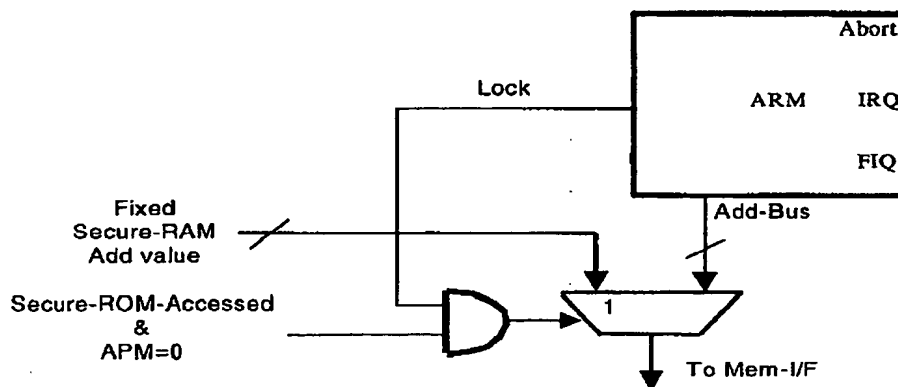 Abort
Lock
ARM
IRQ
FIQ
Fixed
Secure-RAM
Add value
Add-Bus
Secure-ROM-Accessed
&
APM=0
1
To Mem-I/F